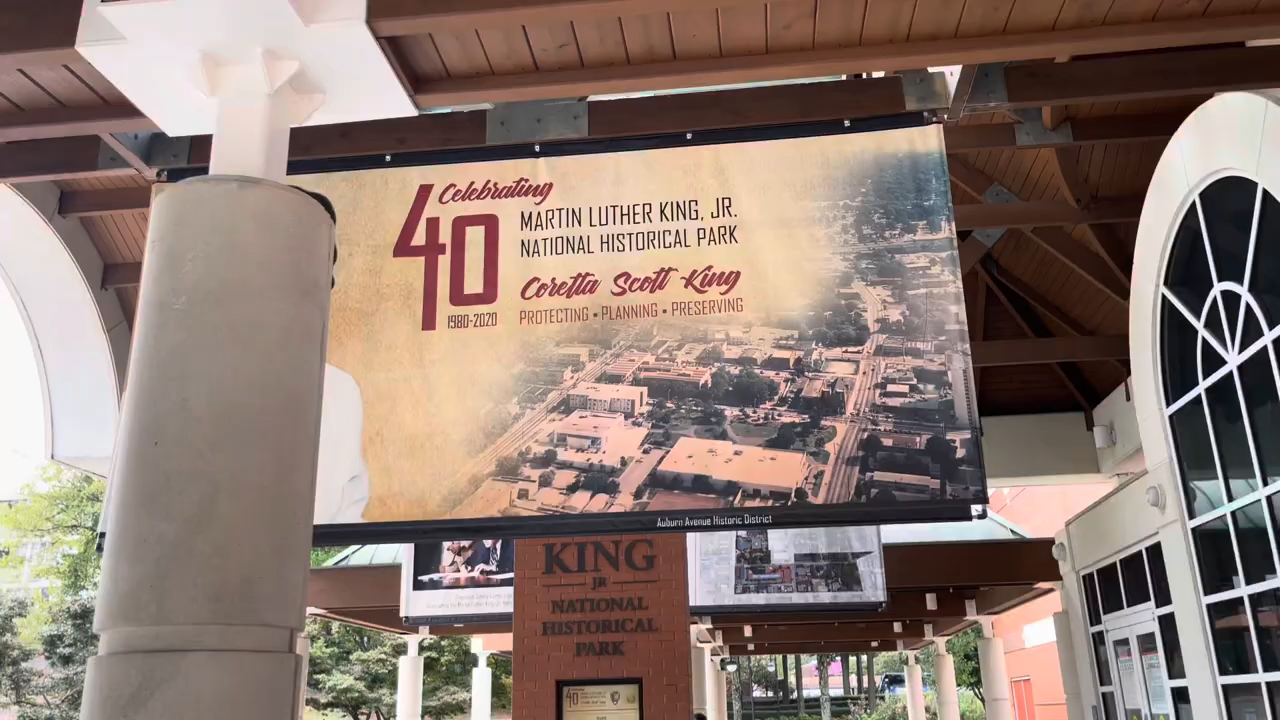 Celebrating
40
MARTIN LUTHER KING, JR.
NATIONAL HISTORICAL PARK
Coretta Scott King
1980-2020
PROTECTING • PLANNING • PRESERVING
Auburn Avenue Historic District
KING
JR
NATIONAL
HISTORICAL
PARK
40